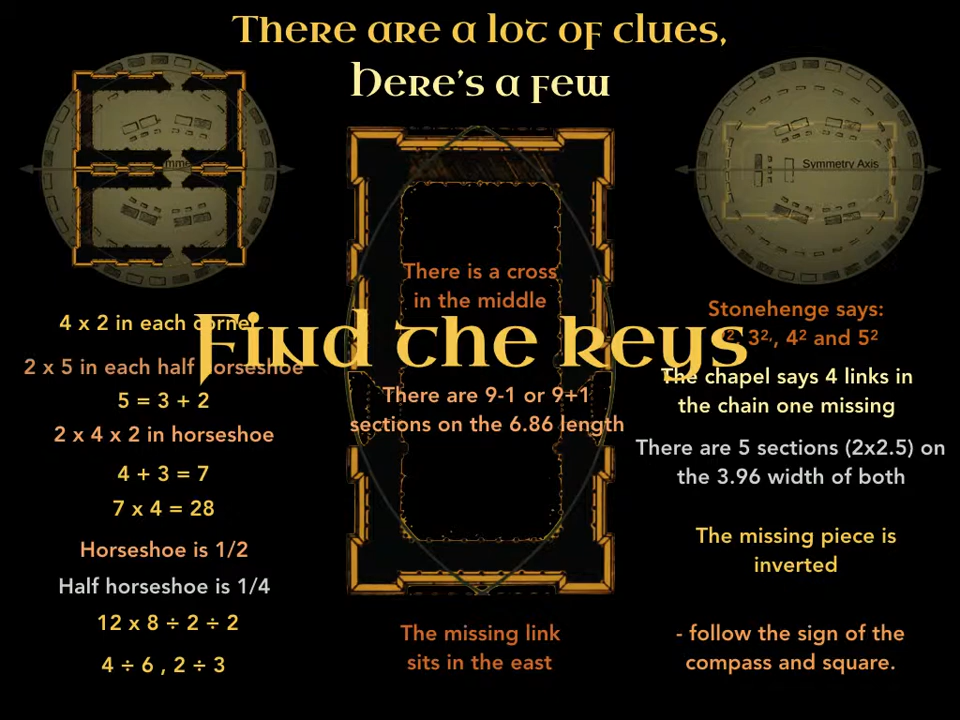 There are a lot of clues,
Here's a few
Symmetry Axis
There is a cross
in the middle
Find the keys
There are 9-1 or 9+1
sections on the 6.86 length
The missing link
sits in the east
4 x 2 in each corner
2 x 5 in each half horseshoe
5 = 3 + 2
2 x 4 x 2 in horseshoe
4 + 3 = 7
7 x 4 = 28
Horseshoe is 1/2
Half horseshoe is 1/4
12 x 8 ÷ 2 ÷ 2
4 ÷ 6 , 2 ÷ 3
Stonehenge says:
3²,, 4² and 5²
The chapel says 4 links in
the chain one missing
There are 5 sections (2x2.5) on
the 3.96 width of both
The missing piece is
inverted
- follow the sign of the
compass and square.